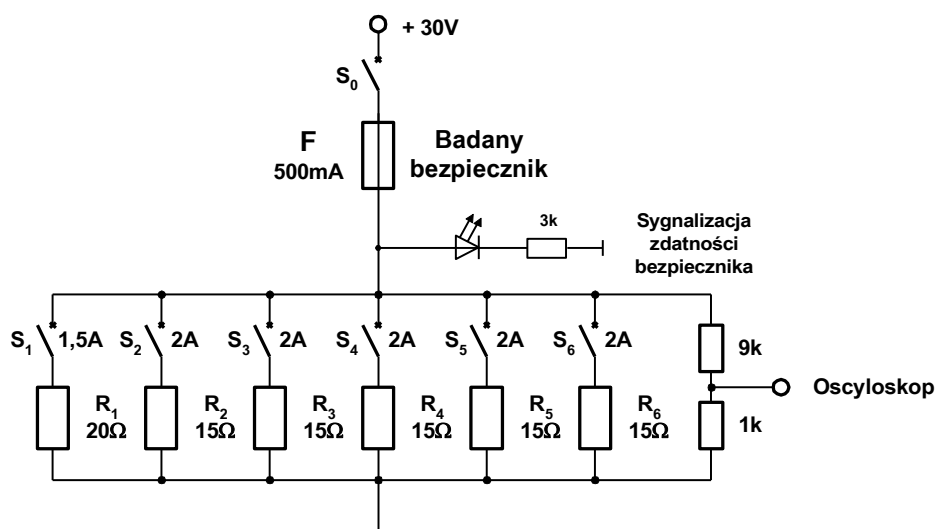 + 30V
S₀
F
500mA
Badany
bezpiecznik
3k
Sygnalizacja
zdatności
bezpiecznika
S₁ 1,5A S₂ 2A S₃ 2A S₄ 2A S₅ 2A S₆ 2A
9k
Oscyloskop
R₁ R₂ R₃ R₄ R₅ R₆
20Ω 15Ω 15Ω 15Ω 15Ω 15Ω
1k